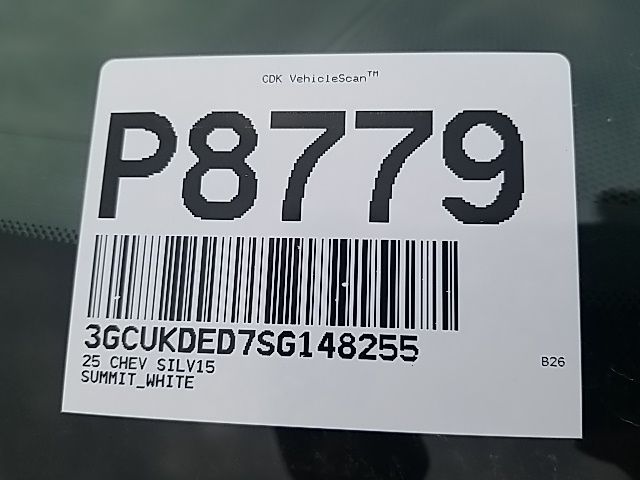 CDK VehicleScan™
P8779
3GCUKDED7SG148255
25 CHEV SILV15
SUMMIT_WHITE
B26